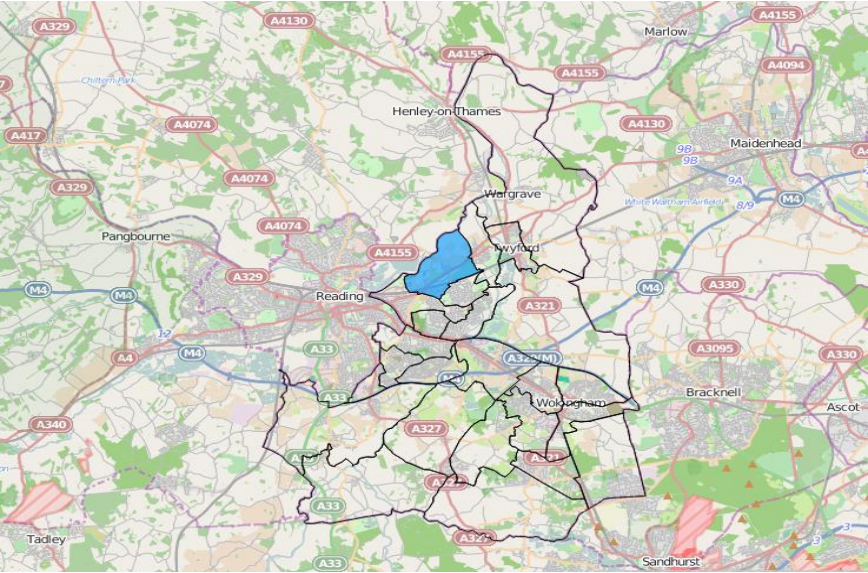 A4155
A329
A4130
Marlow
A4155
A4155
A4094
Chiltern Park
Henley-on-Thames
A417
A4074
A4130
9B
Maidenhead
9B
A4074
9A
A329
Wargrave
8/9
M4
White Waltham Airfield
A4074
Pangbourne
Twyford
A4155
A329
A330
M4
M4
Reading
M4
A321
12
A33
A3095
A4
M4
A329(M)
A330
Bracknell
A33
Wokingham
Ascot
A340
A327
A321
A33
Tadley
A327
3
3
A33
Sandhurst